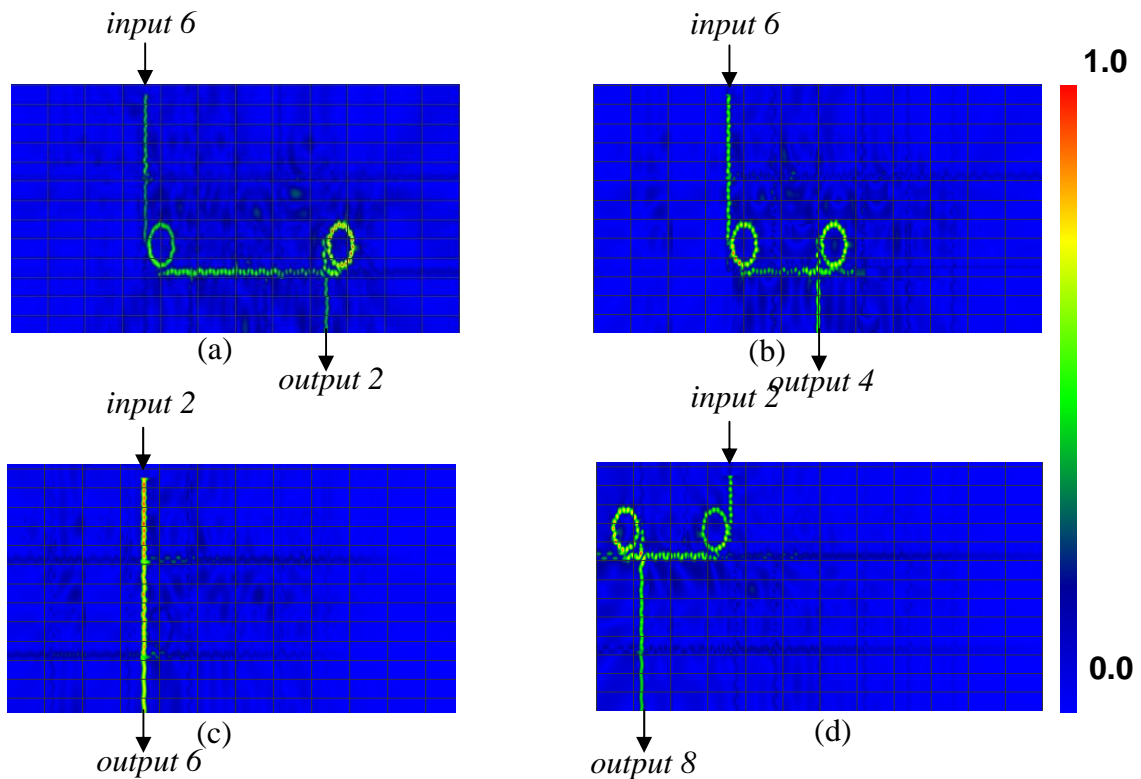 input 6
input 6
1.0
(a)
(b)
output 2
output 4
input 2
input 2
0.0
(c)
(d)
output 6
output 8